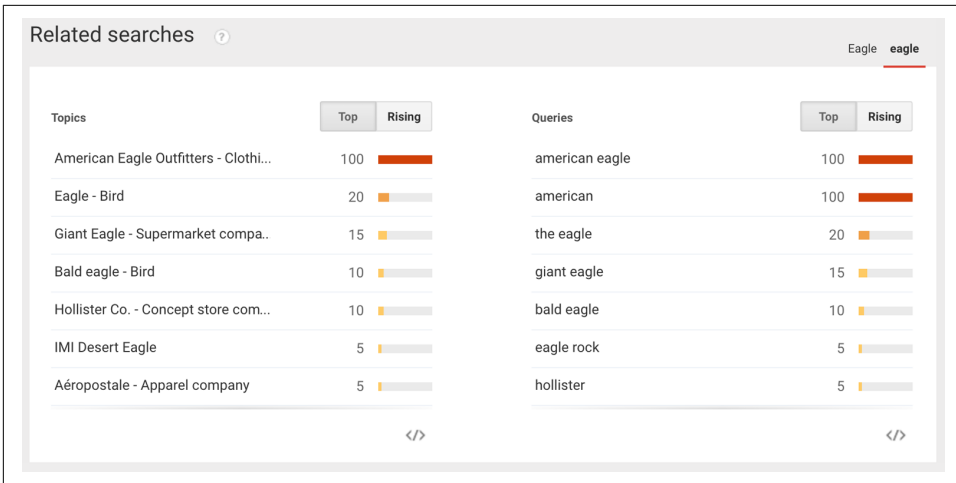 Related searches ?
Eagle eagle
Topics Top Rising
American Eagle Outfitters - Clothi... 100
Eagle - Bird 20
Giant Eagle - Supermarket compa.. 15
Bald eagle - Bird 10
Hollister Co. - Concept store com... 10
IMI Desert Eagle 5
Aéropostale - Apparel company 5
</>
Queries Top Rising
american eagle 100
american 100
the eagle 20
giant eagle 15
bald eagle 10
eagle rock 5
hollister 5
</>